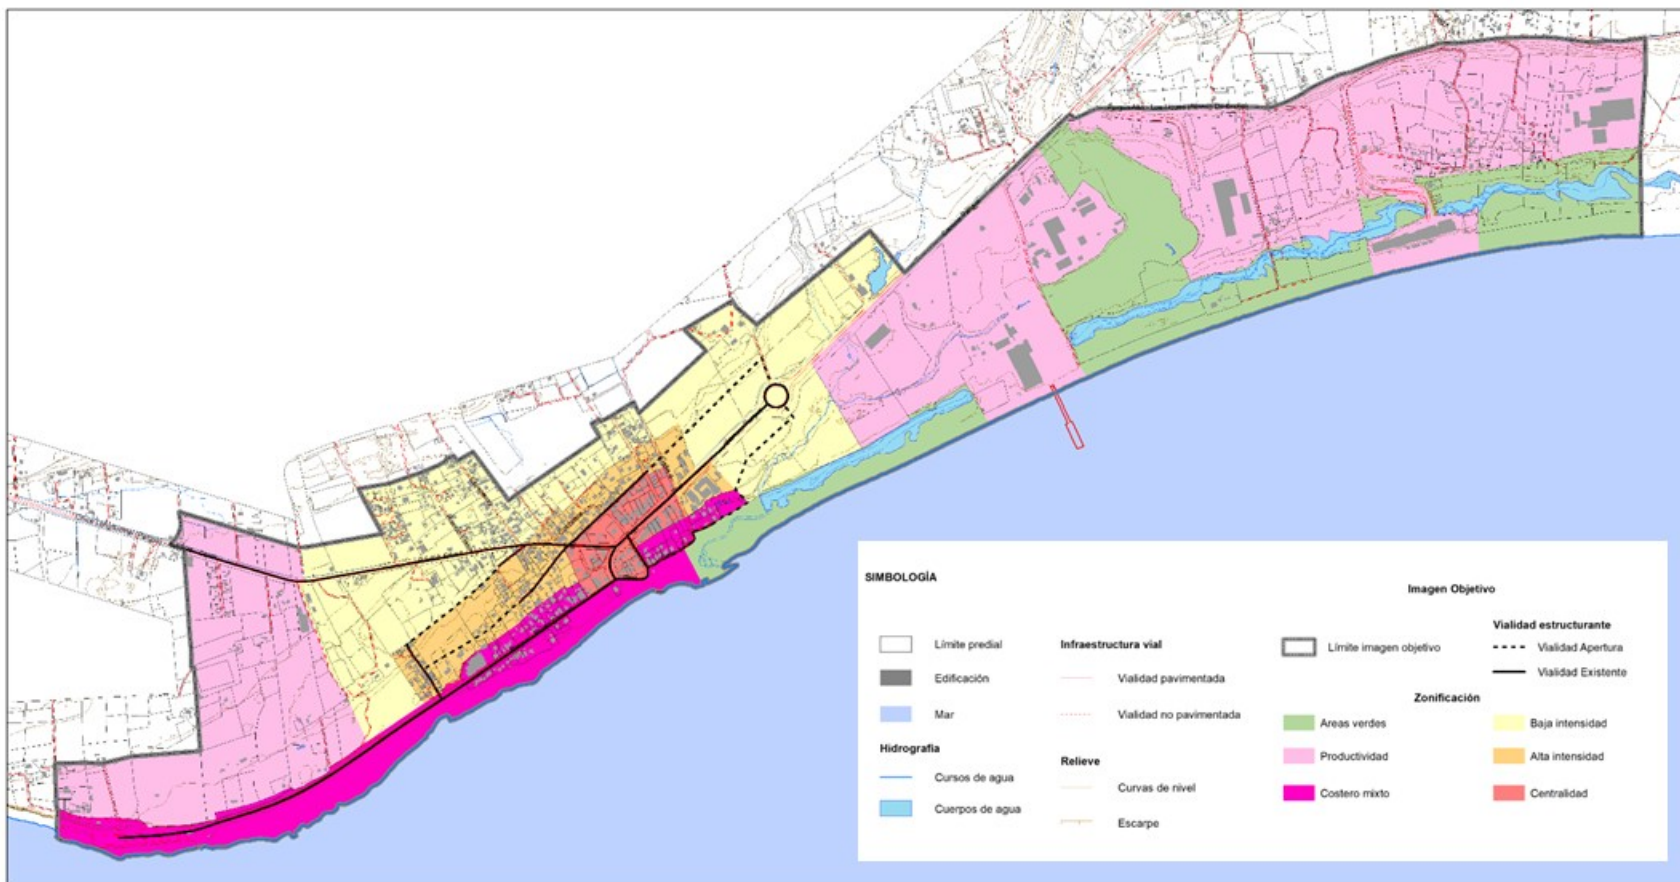 SIMBOLOGÍA
Límite predial
Edificación
Mar
Hidrografía
Cursos de agua
Cuerpos de agua
Infraestructura vial
Vialidad pavimentada
Vialidad no pavimentada
Relieve
Curvas de nivel
Escarpe
Imagen Objetivo
Límite imagen objetivo
Vialidad estructurante
Vialidad Apertura
Vialidad Existente
Zonificación
Areas verdes
Productividad
Costero mixto
Baja intensidad
Alta intensidad
Centralidad